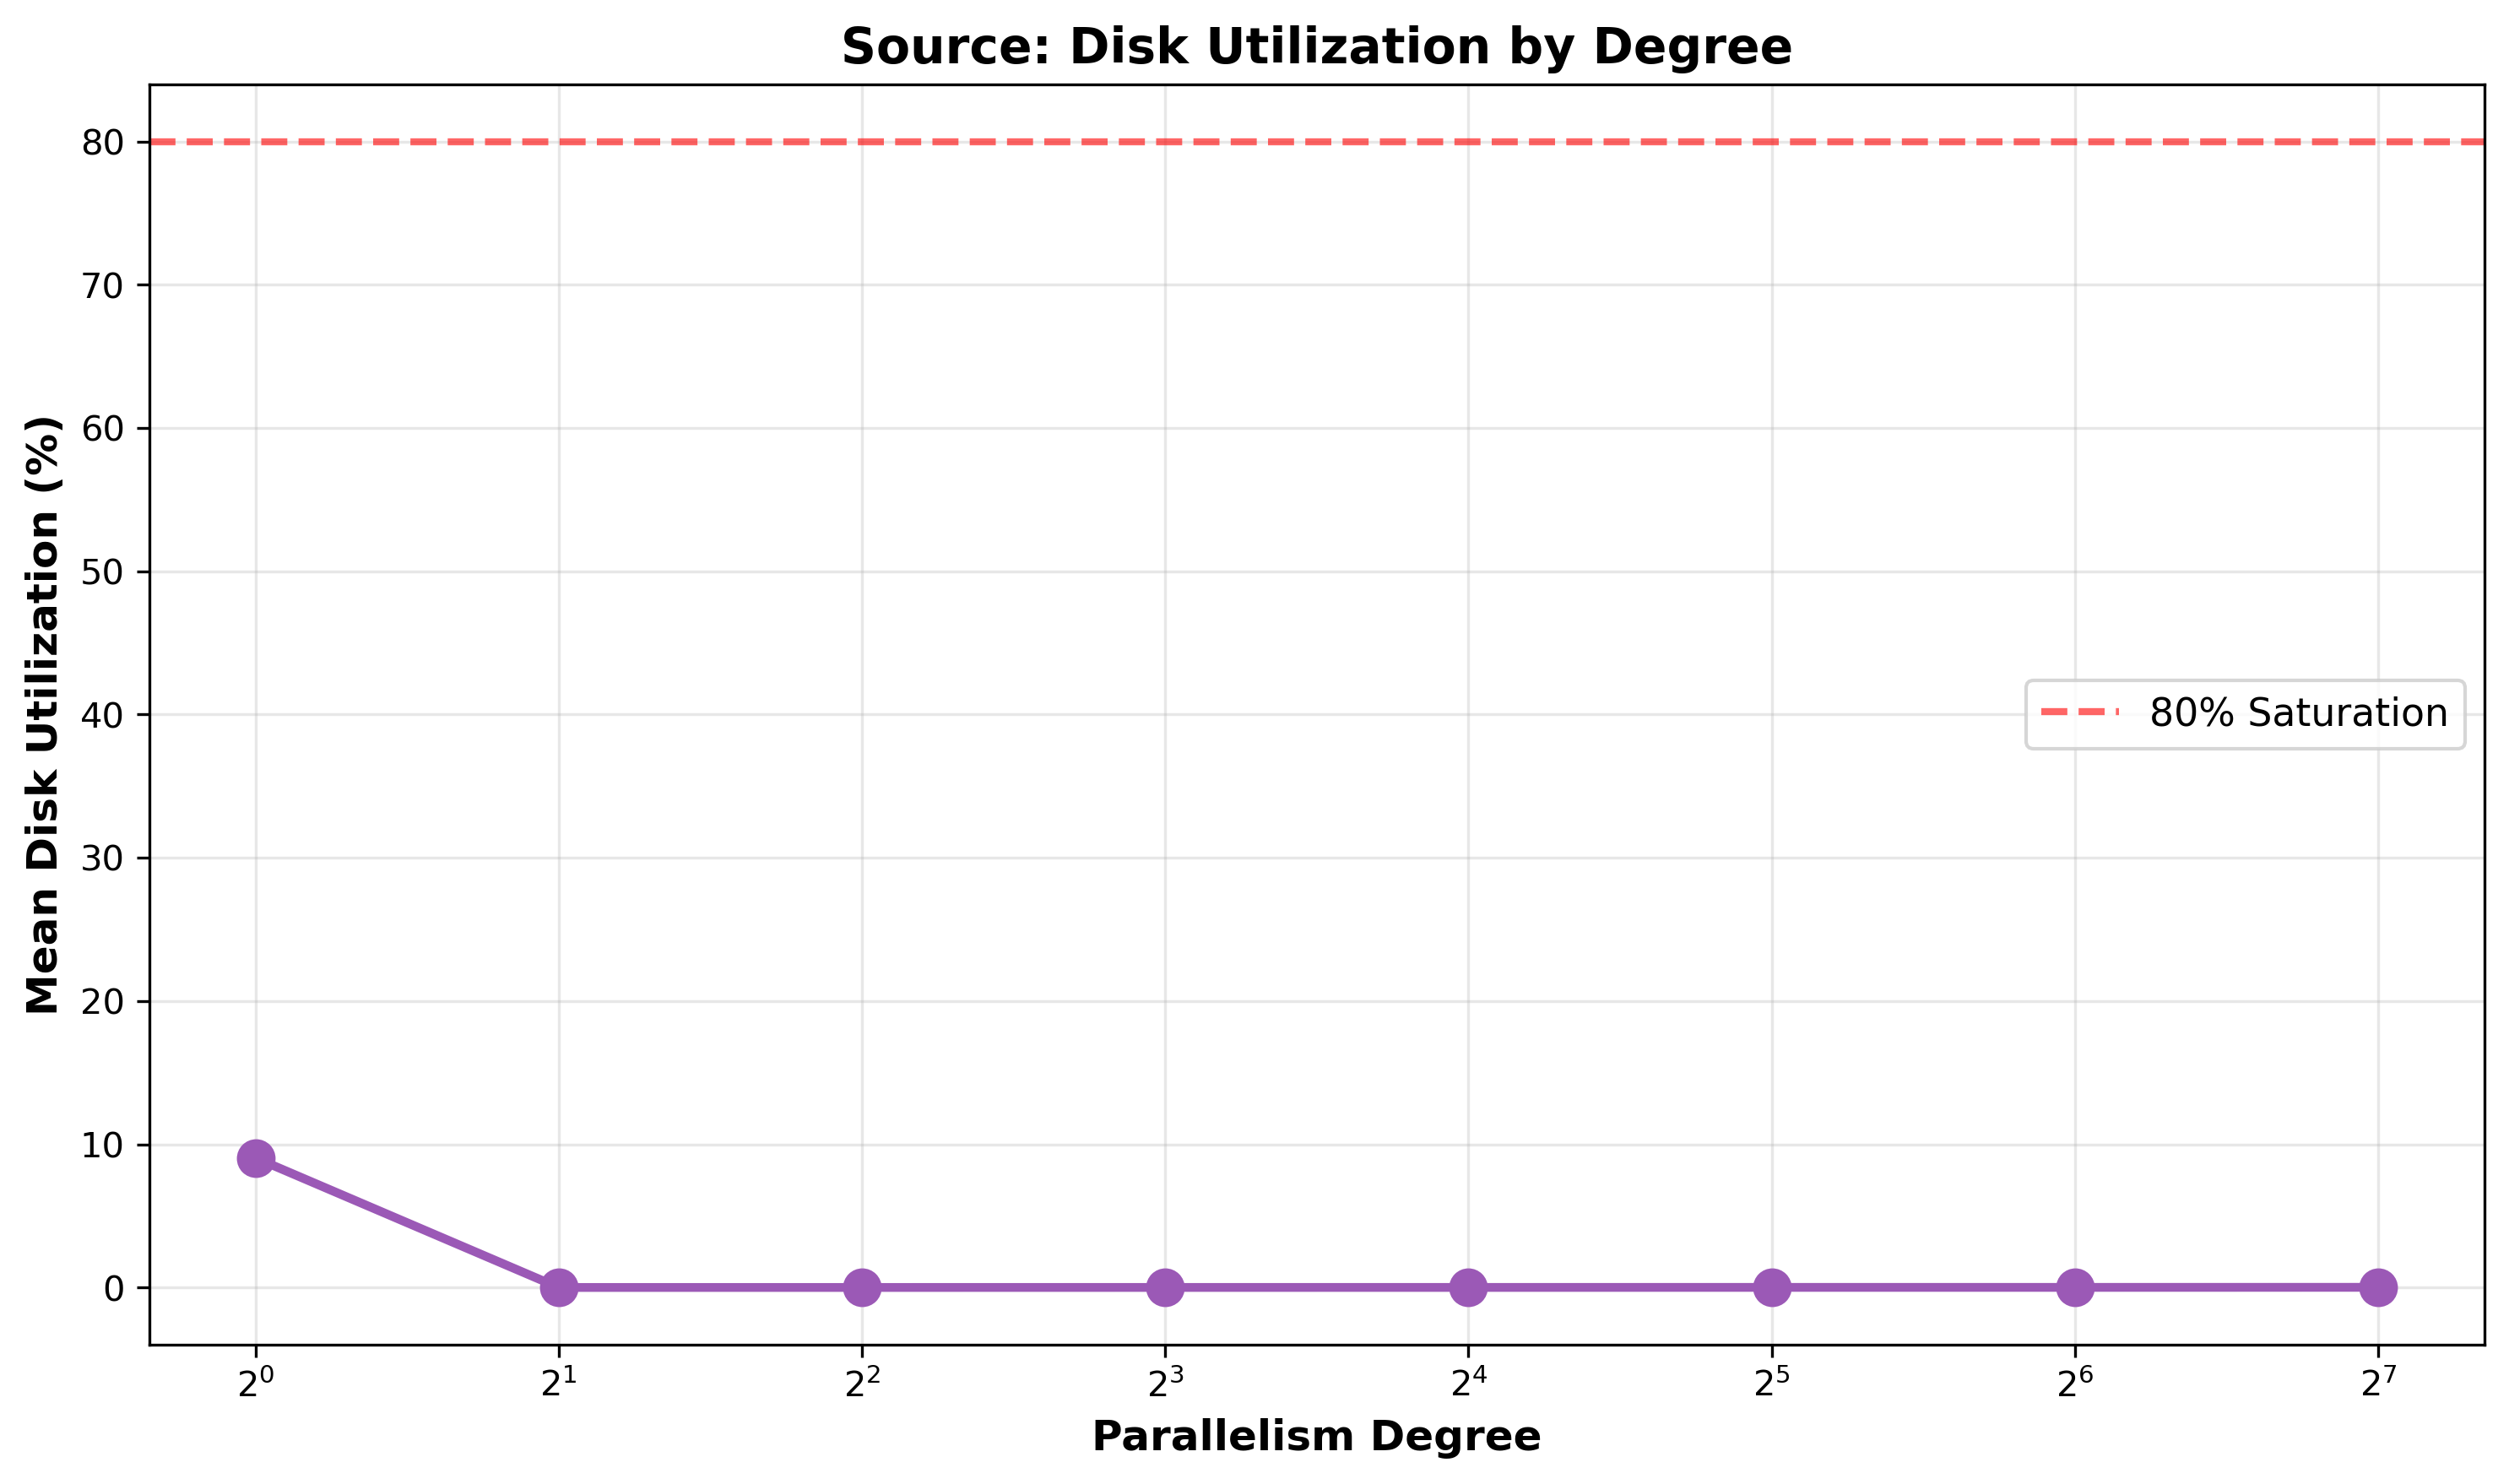 Source: Disk Utilization by Degree
Mean Disk Utilization (%)
80
70
60
50
40
30
20
10
0
80% Saturation
2⁰ 2¹ 2² 2³ 2⁴ 2⁵ 2⁶ 2⁷
Parallelism Degree